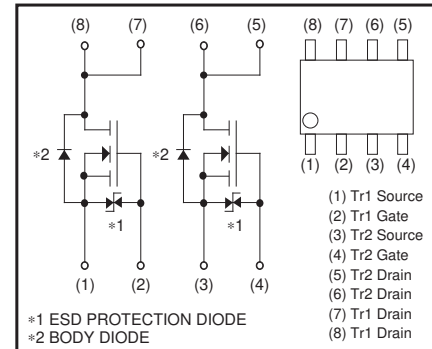 (8) (7) (6) (5)
*2 *2
*1 *1
(1) (2) (3) (4)
*1 ESD PROTECTION DIODE
*2 BODY DIODE
(8) (7) (6) (5)
(1) (2) (3) (4)
(1) Tr1 Source
(2) Tr1 Gate
(3) Tr2 Source
(4) Tr2 Gate
(5) Tr2 Drain
(6) Tr2 Drain
(7) Tr1 Drain
(8) Tr1 Drain